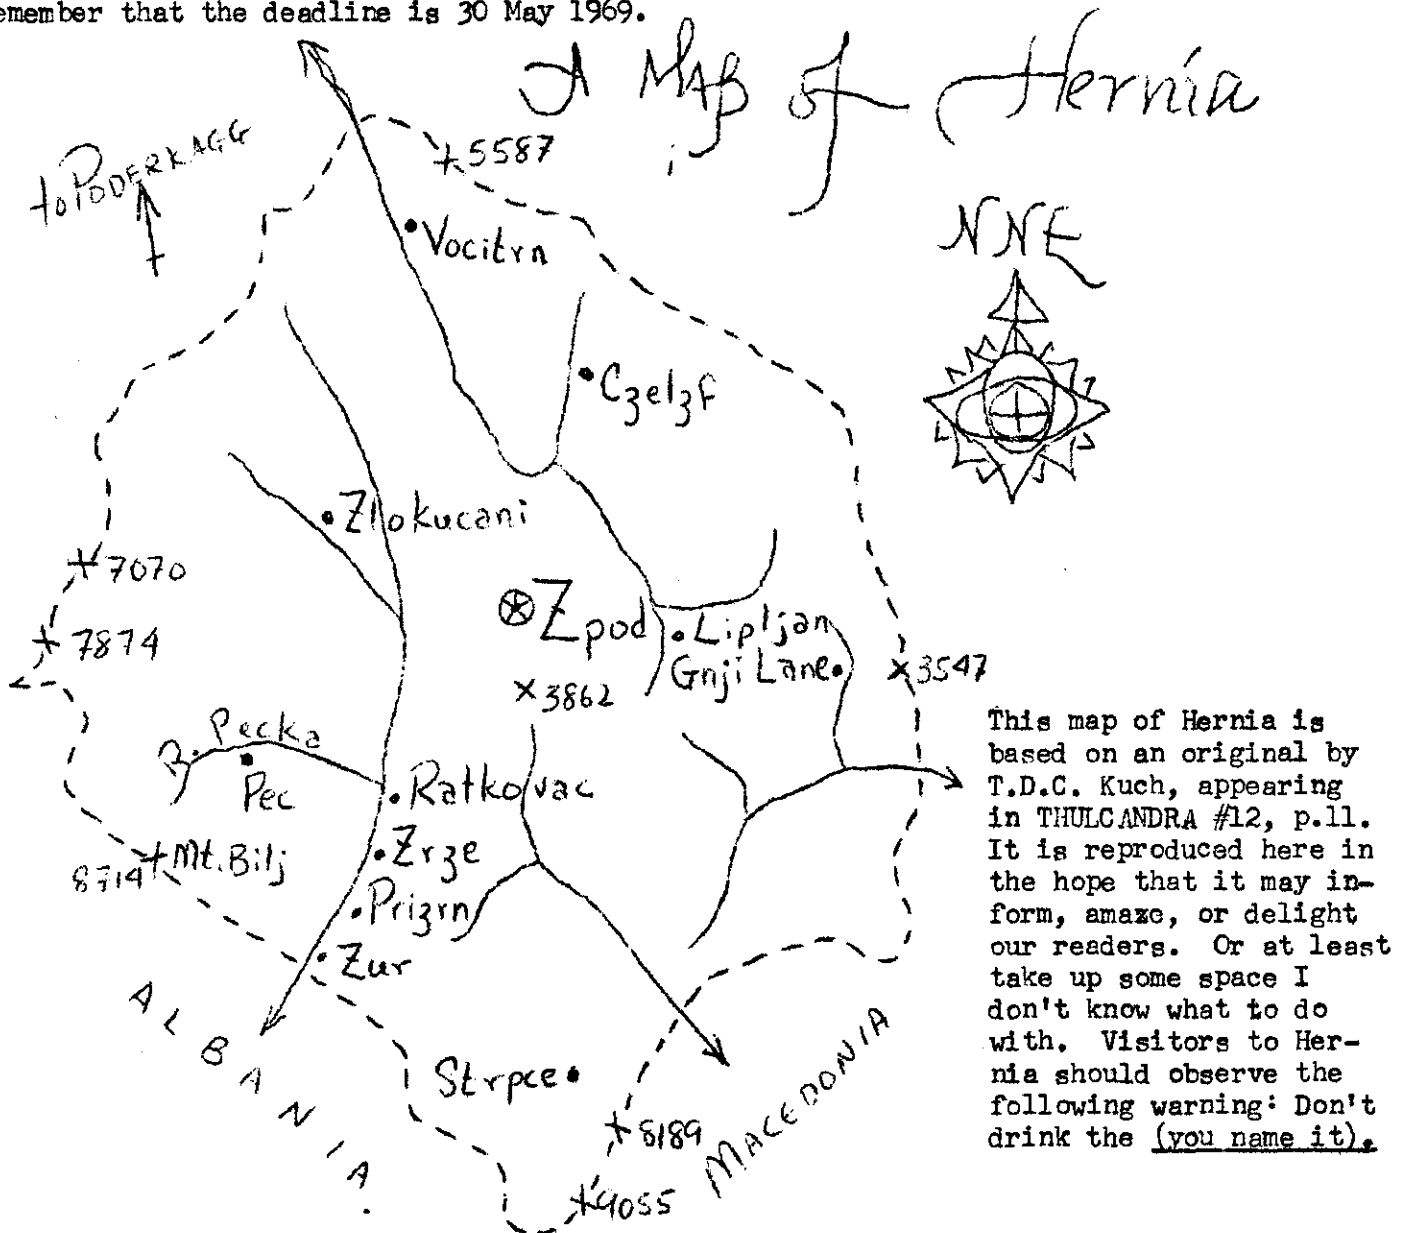 emember that the deadline is 30 May 1969.
A Map of Hernia
to PODERKAGG
5587
Vocitrn
NNE
Czelzf
Zlokucani
7070
Zpod
Lipljan
7874
Gnji Lane
3547
3862
R. Pecka
Pec
Ratkovac
Zrze
8714
Mt. Bilj
Prizrn
Zur
ALBANIA.
Strpce
8189
MACEDONIA
9055
This map of Hernia is
based on an original by
T.D.C. Kuch, appearing
in THULCANDRA #12, p.11.
It is reproduced here in
the hope that it may in-
form, amaze, or delight
our readers. Or at least
take up some space I
don't know what to do
with. Visitors to Her-
nia should observe the
following warning: Don't
drink the (you name it).